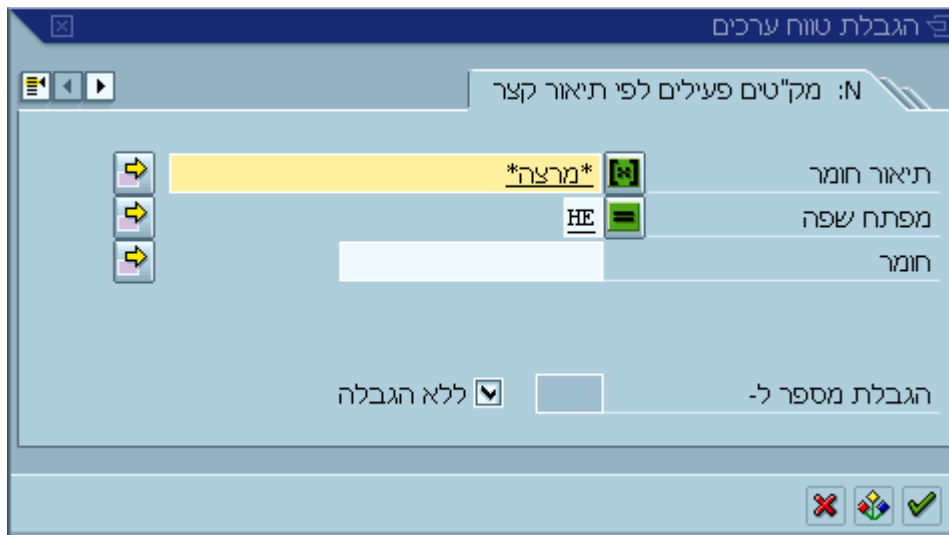 הגבלת טווח ערכים
N: מק"טים פעילים לפי תיאור קצר
תיאור חומר *מרצה*
מפתח שפה HE
חומר
הגבלת מספר ל- ללא הגבלה